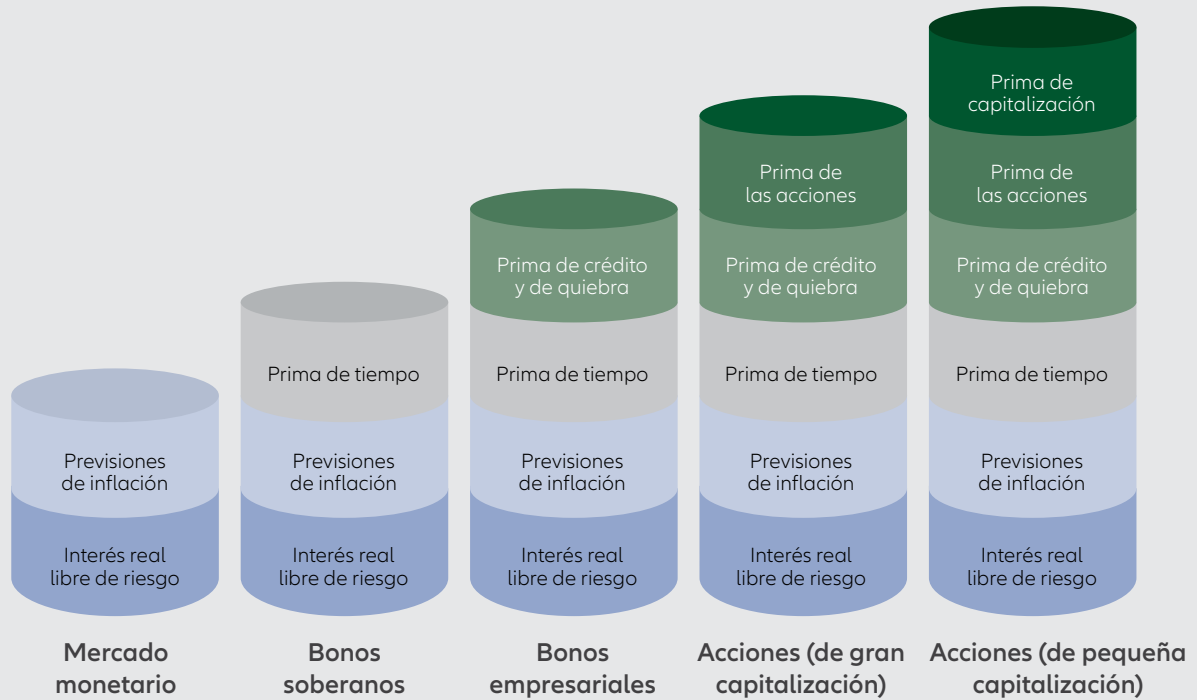 Prima de
capitalización
Prima de
las acciones
Prima de
las acciones
Prima de crédito
y de quiebra
Prima de crédito
y de quiebra
Prima de crédito
y de quiebra
Prima de tiempo
Prima de tiempo
Prima de tiempo
Prima de tiempo
Previsiones
de inflación
Previsiones
de inflación
Previsiones
de inflación
Previsiones
de inflación
Previsiones
de inflación
Interés real
libre de riesgo
Interés real
libre de riesgo
Interés real
libre de riesgo
Interés real
libre de riesgo
Interés real
libre de riesgo
Mercado
monetario
Bonos
soberanos
Bonos
empresariales
Acciones (de gran
capitalización)
Acciones (de pequeña
capitalización)